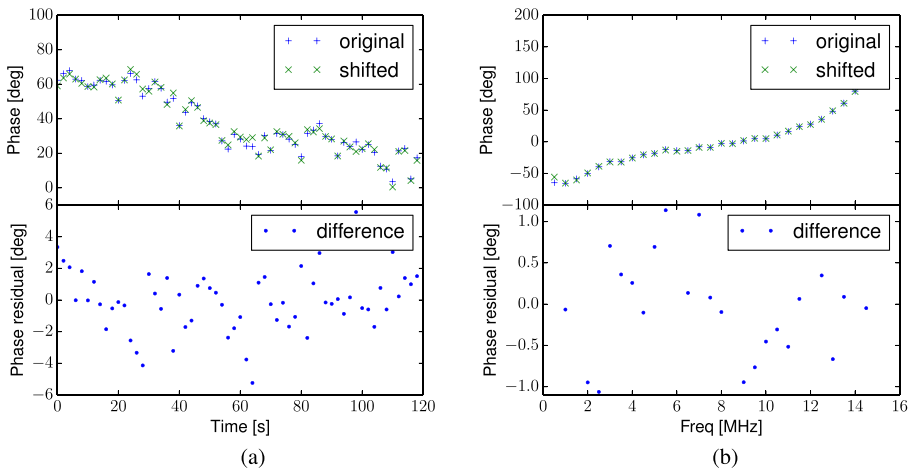 100
80
60
40
20
0
Phase [deg]
original
shifted
6
4
2
0
−2
−4
−6
Phase residual [deg]
difference
0 20 40 60 80 100 120
Time [s]
(a)
200
150
100
50
0
−50
−100
Phase [deg]
original
shifted
1.0
0.5
0.0
−0.5
−1.0
Phase residual [deg]
difference
0 2 4 6 8 10 12 14 16
Freq [MHz]
(b)